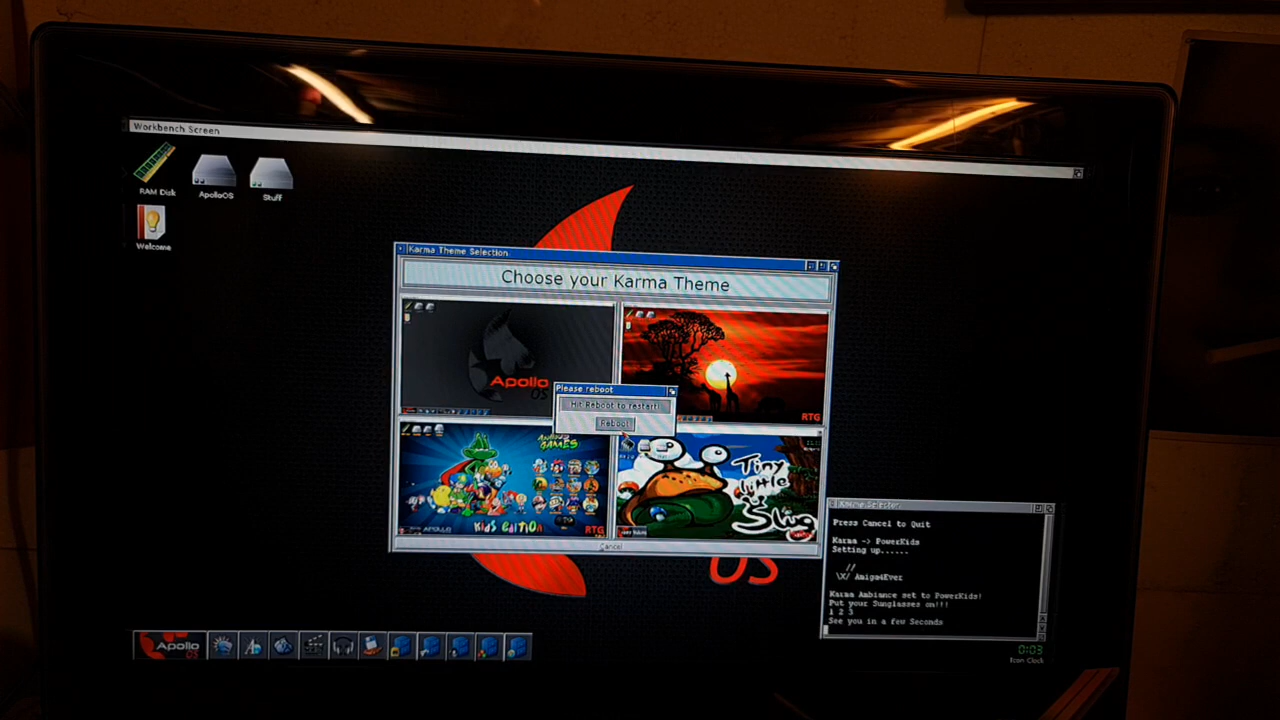 Workbench Screen
RAM Disk
ApolloOS
Stuff
Welcome
Karma Theme Selection
Choose your Karma Theme
Apollo
OS
RTG
Please reboot
Hit Reboot to restart!
Reboot
GAMES
KIDS EDITION
RTG
APOLLO
Tiny
Little
Slug
Cancel
OS
Karma Selector
Press Cancel to Quit
Karma -> PowerKids
Setting up......
//
\X/ Amiga4Ever
Karma Ambiance set to PowerKids!
Put your Sunglasses on!!!
1 2 3
See you in a few Seconds
Apollo
OS
0:03
Icon Clock